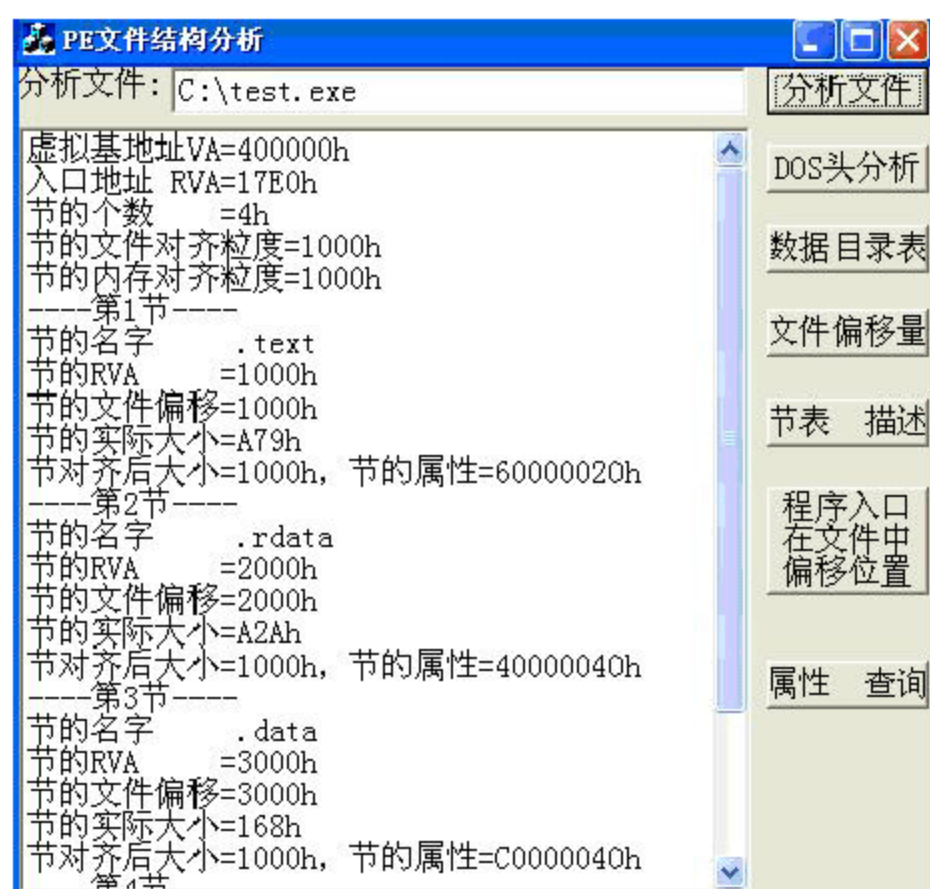 PE文件结构分析
分析文件: C:\test.exe
分析文件
虚拟基地址VA=400000h
入口地址 RVA=17E0h
节的个数 =4h
节的文件对齐粒度=1000h
节的内存对齐粒度=1000h
----第1节----
节的名字 .text
节的RVA =1000h
节的文件偏移=1000h
节的实际大小=A79h
节对齐后大小=1000h, 节的属性=60000020h
----第2节----
节的名字 .rdata
节的RVA =2000h
节的文件偏移=2000h
节的实际大小=A2Ah
节对齐后大小=1000h, 节的属性=40000040h
----第3节----
节的名字 .data
节的RVA =3000h
节的文件偏移=3000h
节的实际大小=168h
节对齐后大小=1000h, 节的属性=C0000040h
----第4节
DOS头分析
数据目录表
文件偏移量
节表 描述
程序入口
在文件中
偏移位置
属性 查询